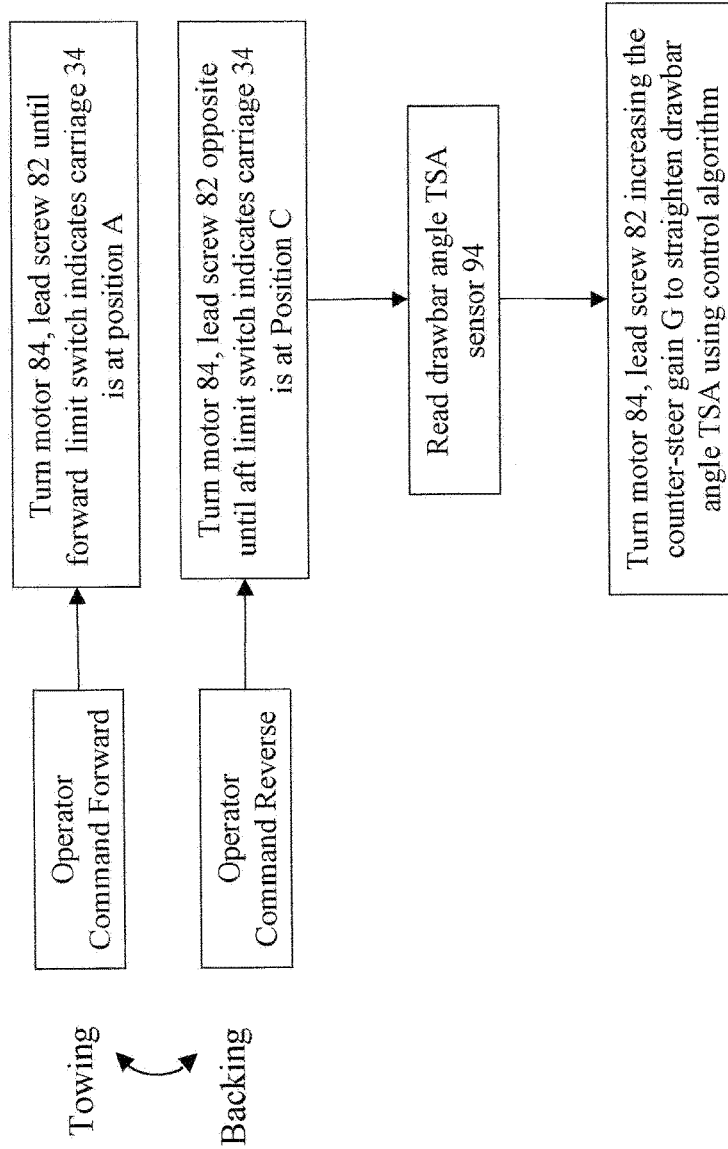 Towing
Operator
Command Forward
Turn motor 84, lead screw 82 until
forward limit switch indicates carriage 34
is at position A
Backing
Operator
Command Reverse
Turn motor 84, lead screw 82 opposite
until aft limit switch indicates carriage 34
is at Position C
Read drawbar angle TSA
sensor 94
Turn motor 84, lead screw 82 increasing the
counter-steer gain G to straighten drawbar
angle TSA using control algorithm